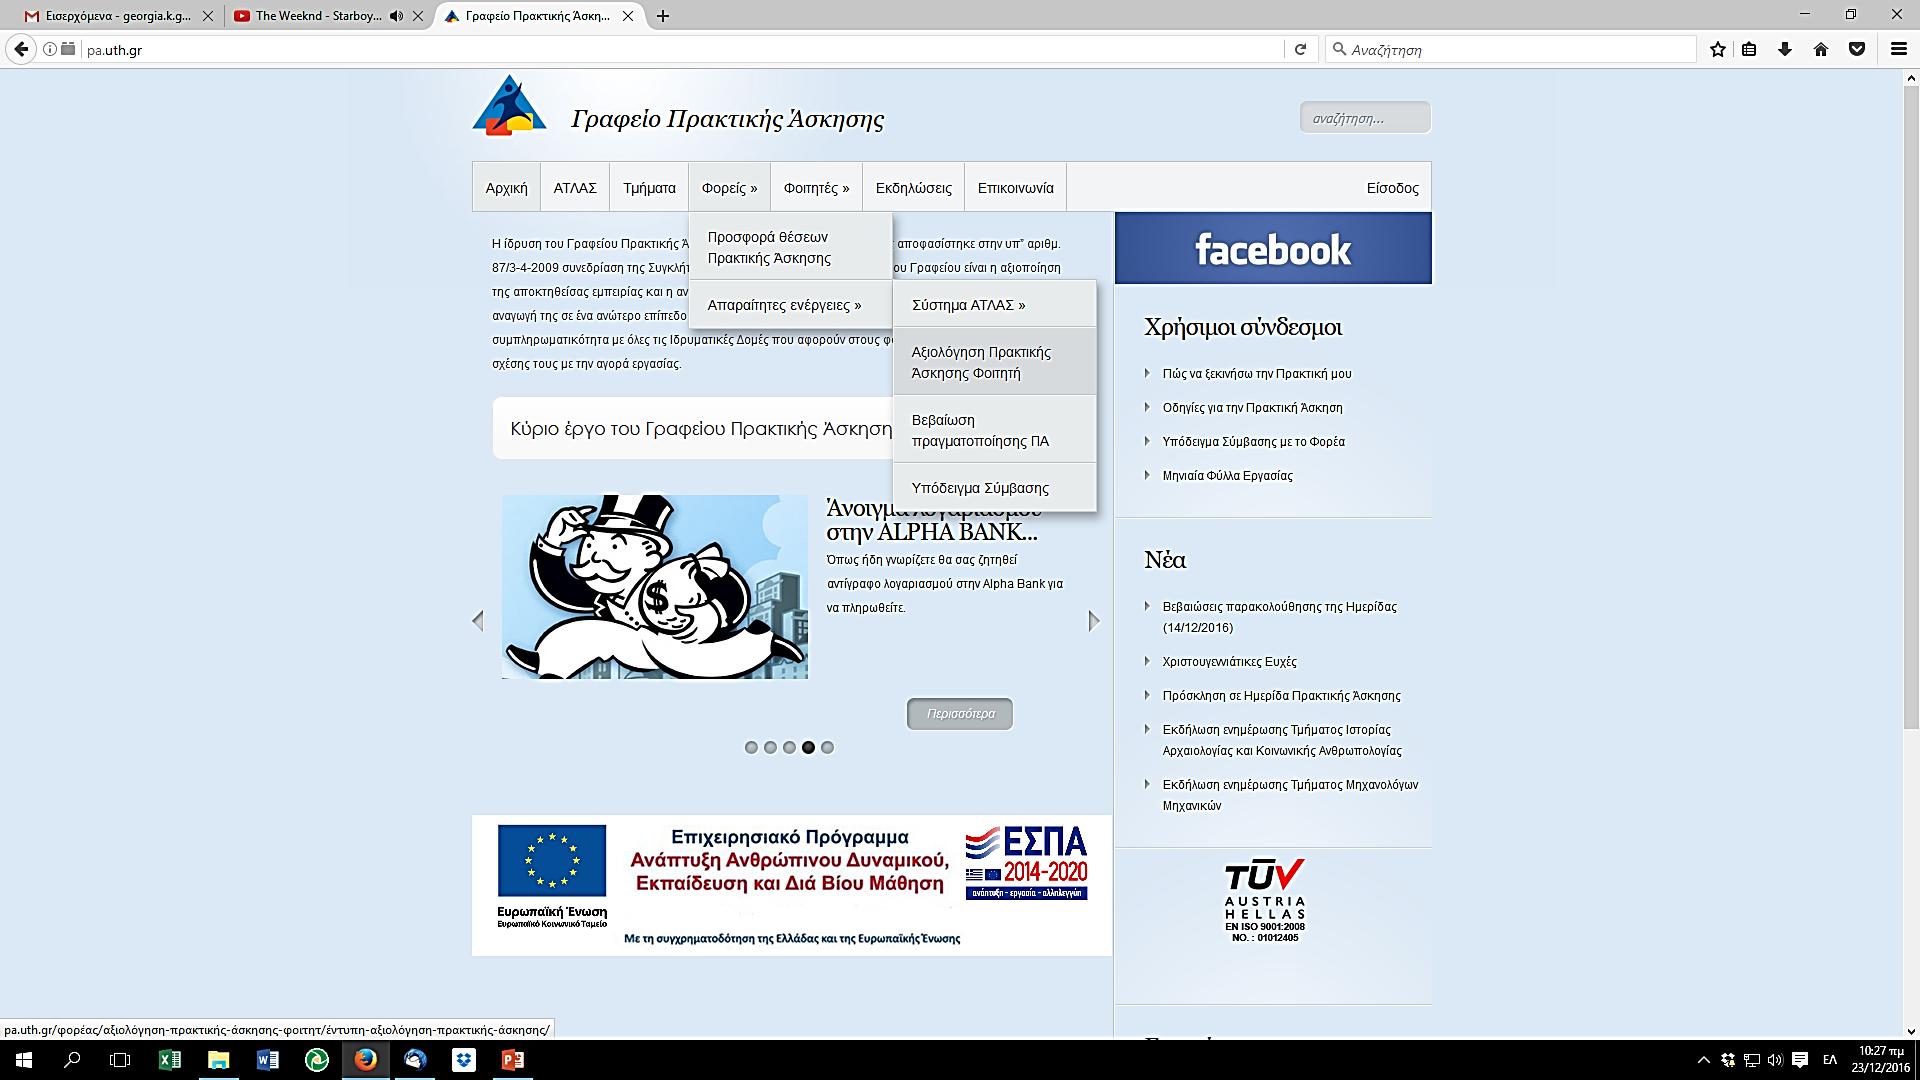 Εισερχόμενα - georgia.k.g...
The Weeknd - Starboy...
Γραφείο Πρακτικής Άσκη...
pa.uth.gr
Αναζήτηση
Γραφείο Πρακτικής Άσκησης
αναζήτηση...
Αρχική
ΑΤΛΑΣ
Τμήματα
Φορείς »
Φοιτητές »
Εκδηλώσεις
Επικοινωνία
Είσοδος
Προσφορά θέσεων
Πρακτικής Άσκησης
Απαραίτητες ενέργειες »
Σύστημα ΑΤΛΑΣ »
Αξιολόγηση Πρακτικής
Άσκησης Φοιτητή
Βεβαίωση
πραγματοποίησης ΠΑ
Υπόδειγμα Σύμβασης
Η ίδρυση του Γραφείου Πρακτικής Ά αποφασίστηκε στην υπ" αριθμ.
87/3-4-2009 συνεδρίαση της Συγκλήτ ου Γραφείου είναι η αξιοποίηση
της αποκτηθείσας εμπειρίας και η αν
αναγωγή της σε ένα ανώτερο επίπεδο
συμπληρωματικότητα με όλες τις Ιδρυματικές Δομές που αφορούν στους φ
σχέσης τους με την αγορά εργασίας.
Κύριο έργο του Γραφείου Πρακτικής Άσκηση
Άνοιγμα λογαριασμού
στην ALPHA BANK...
Όπως ήδη γνωρίζετε θα σας ζητηθεί
αντίγραφο λογαριασμού στην Alpha Bank για
να πληρωθείτε.
$
Περισσότερα
facebook
Χρήσιμοι σύνδεσμοι
Πώς να ξεκινήσω την Πρακτική μου
Οδηγίες για την Πρακτική Άσκηση
Υπόδειγμα Σύμβασης με το Φορέα
Μηνιαία Φύλλα Εργασίας
Νέα
Βεβαιώσεις παρακολούθησης της Ημερίδας
(14/12/2016)
Χριστουγεννιάτικες Ευχές
Πρόσκληση σε Ημερίδα Πρακτικής Άσκησης
Εκδήλωση ενημέρωσης Τμήματος Ιστορίας
Αρχαιολογίας και Κοινωνικής Ανθρωπολογίας
Εκδήλωση ενημέρωσης Τμήματος Μηχανολόγων
Μηχανικών
TÜV
AUSTRIA
HELLAS
EN ISO 9001:2008
NO. : 01012405
Επιχειρησιακό Πρόγραμμα
Ανάπτυξη Ανθρώπινου Δυναμικού,
Εκπαίδευση και Διά Βίου Μάθηση
Ευρωπαϊκή Ένωση
Ευρωπαϊκό Κοινωνικό Ταμείο
Με τη συγχρηματοδότηση της Ελλάδας και της Ευρωπαϊκής Ένωσης
ΕΣΠΑ
2014-2020
ανάπτυξη - εργασία - αλληλεγγύη
pa.uth.gr/φορέας/αξιολόγηση-πρακτικής-άσκησης-φοιτητ/έντυπη-αξιολόγηση-πρακτικής-άσκησης/
ΕΛ
10:27 πμ
23/12/2016